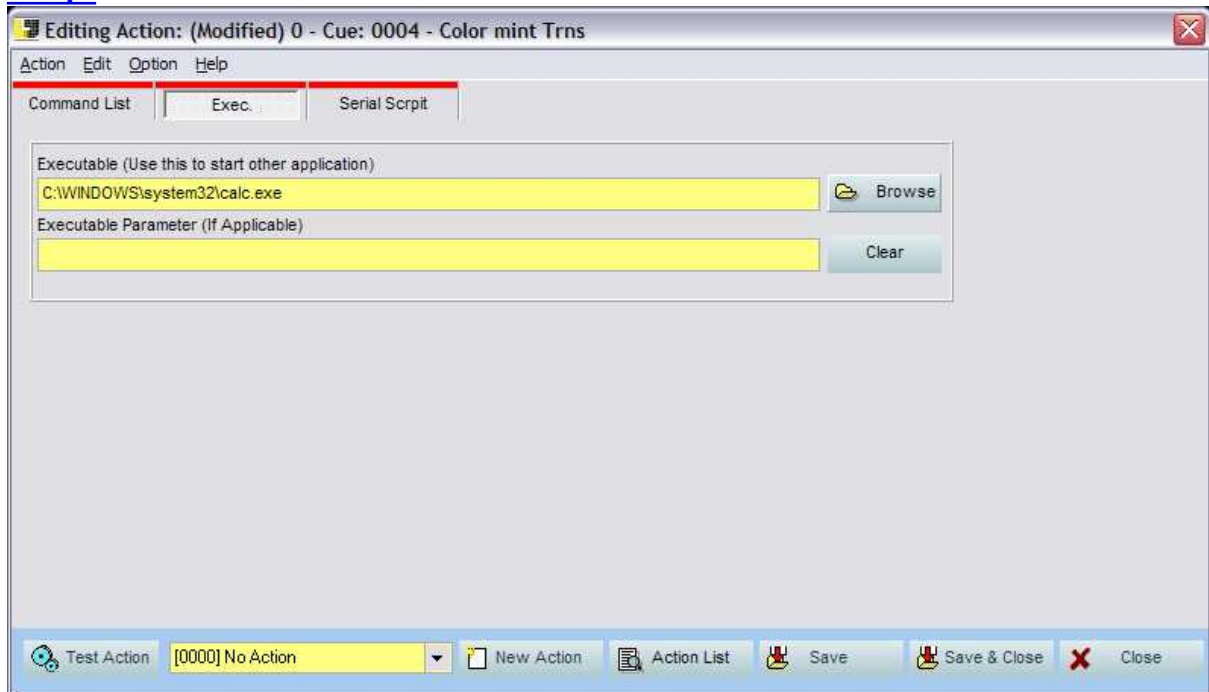 Editing Action: (Modified) 0 - Cue: 0004 - Color mint Trns
Action Edit Option Help
Command List Exec. Serial Scrpit
Executable (Use this to start other application)
C:\WINDOWS\system32\calc.exe Browse
Executable Parameter (If Applicable)
Clear
Test Action [0000] No Action New Action Action List Save Save & Close Close